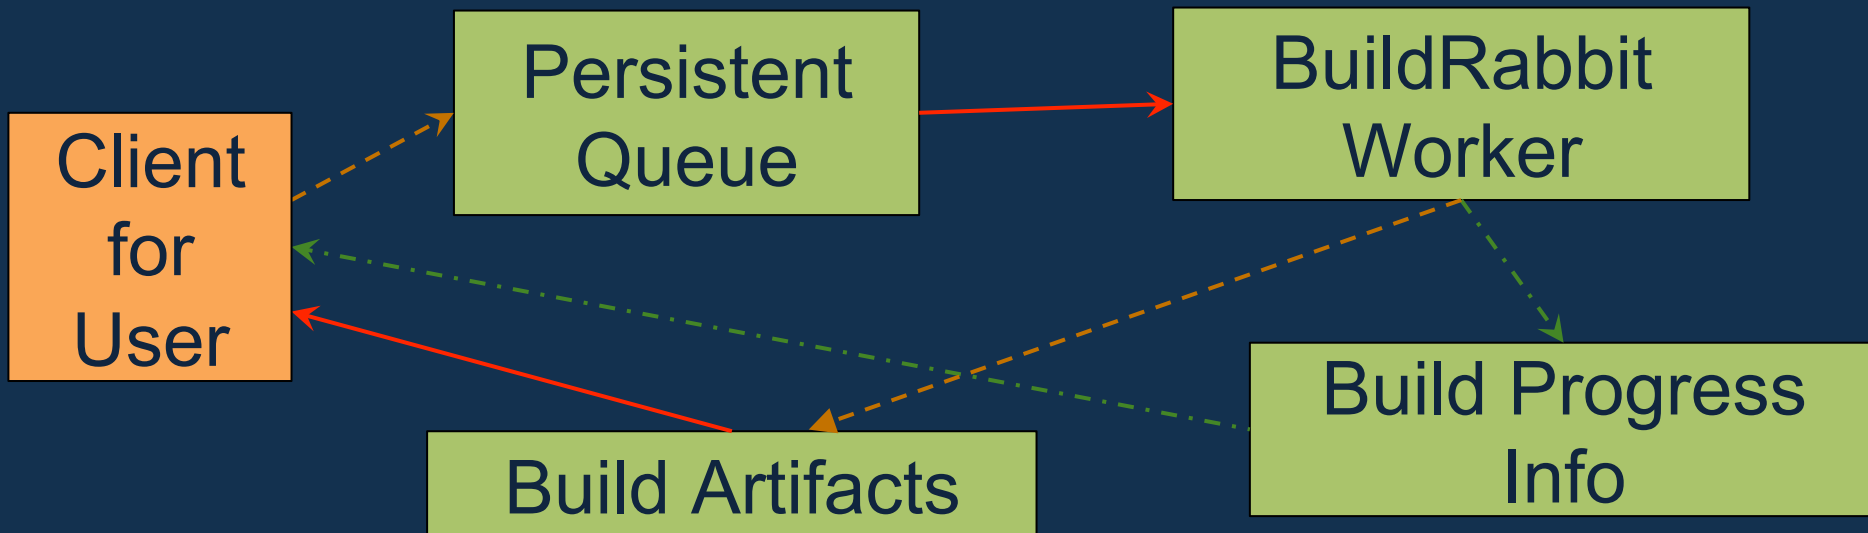 Persistent
Queue
BuildRabbit
Worker
Client
for
User
Build Progress
Info
Build Artifacts